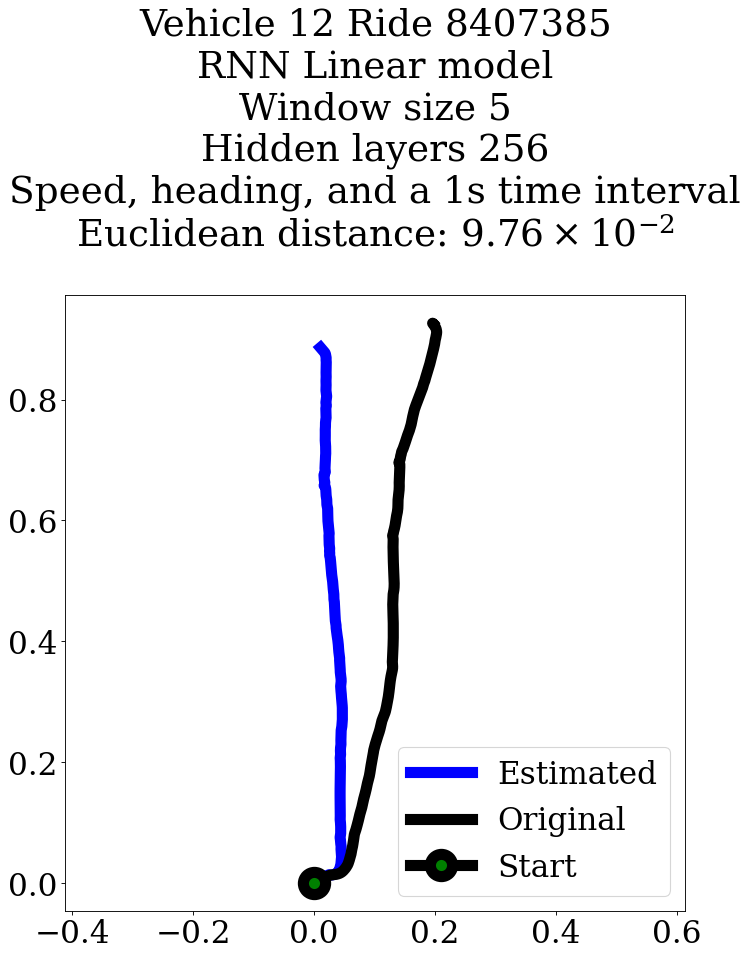 Vehicle 12 Ride 8407385
RNN Linear model
Window size 5
Hidden layers 256
Speed, heading, and a 1s time interval
Euclidean distance: 9.76 × 10⁻²
0.8
0.6
0.4
0.2
0.0
Estimated
Original
Start
−0.4 −0.2 0.0 0.2 0.4 0.6